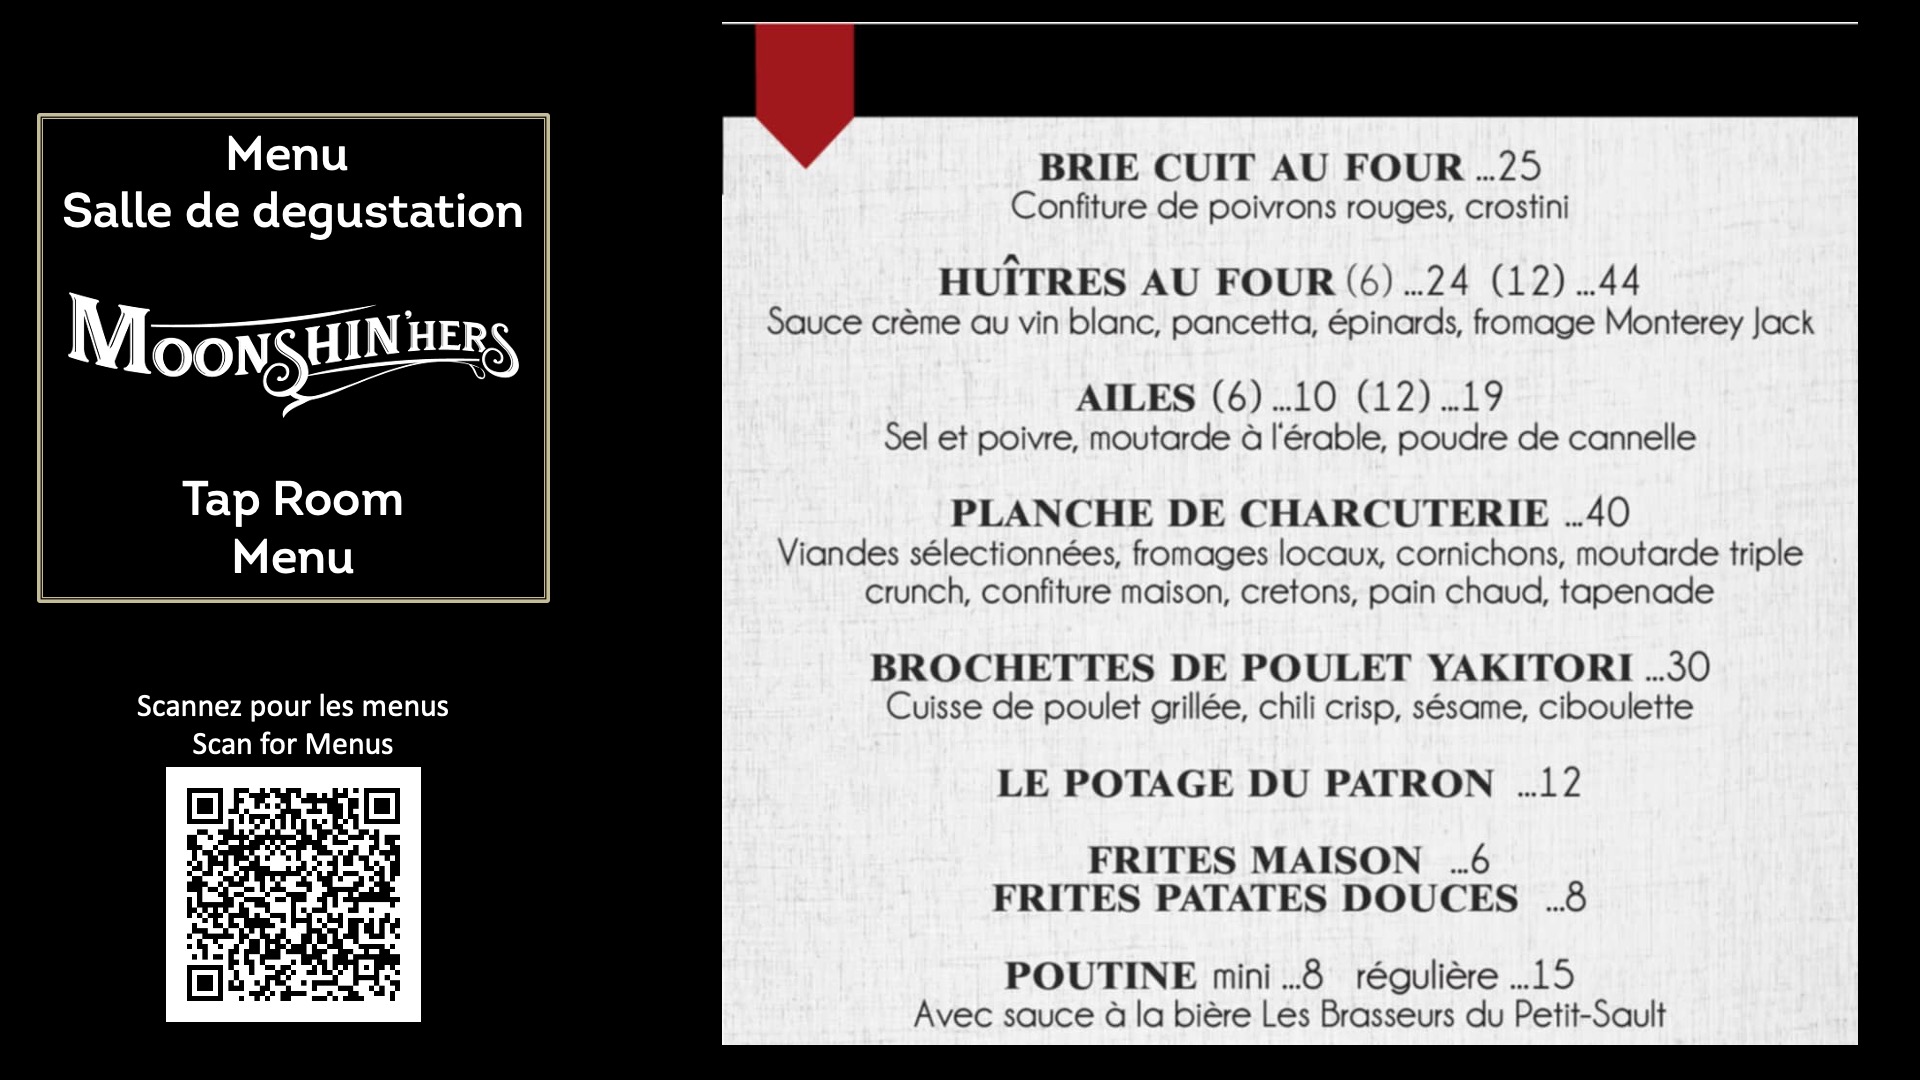 Menu
Salle de degustation
MOONSHIN'HERS
Tap Room
Menu
Scannez pour les menus
Scan for Menus
BRIE CUIT AU FOUR ...25
Confiture de poivrons rouges, crostini
HUÎTRES AU FOUR (6) ...24 (12) ...44
Sauce crème au vin blanc, pancetta, épinards, fromage Monterey Jack
AILES (6) ...10 (12) ...19
Sel et poivre, moutarde à l'érable, poudre de cannelle
PLANCHE DE CHARCUTERIE ...40
Viandes sélectionnées, fromages locaux, cornichons, moutarde triple
crunch, confiture maison, cretons, pain chaud, tapenade
BROCHETTES DE POULET YAKITORI ...30
Cuisse de poulet grillée, chili crisp, sésame, ciboulette
LE POTAGE DU PATRON ...12
FRITES MAISON ...6
FRITES PATATES DOUCES ...8
POUTINE mini ...8 régulière ...15
Avec sauce à la bière Les Brasseurs du Petit-Sault